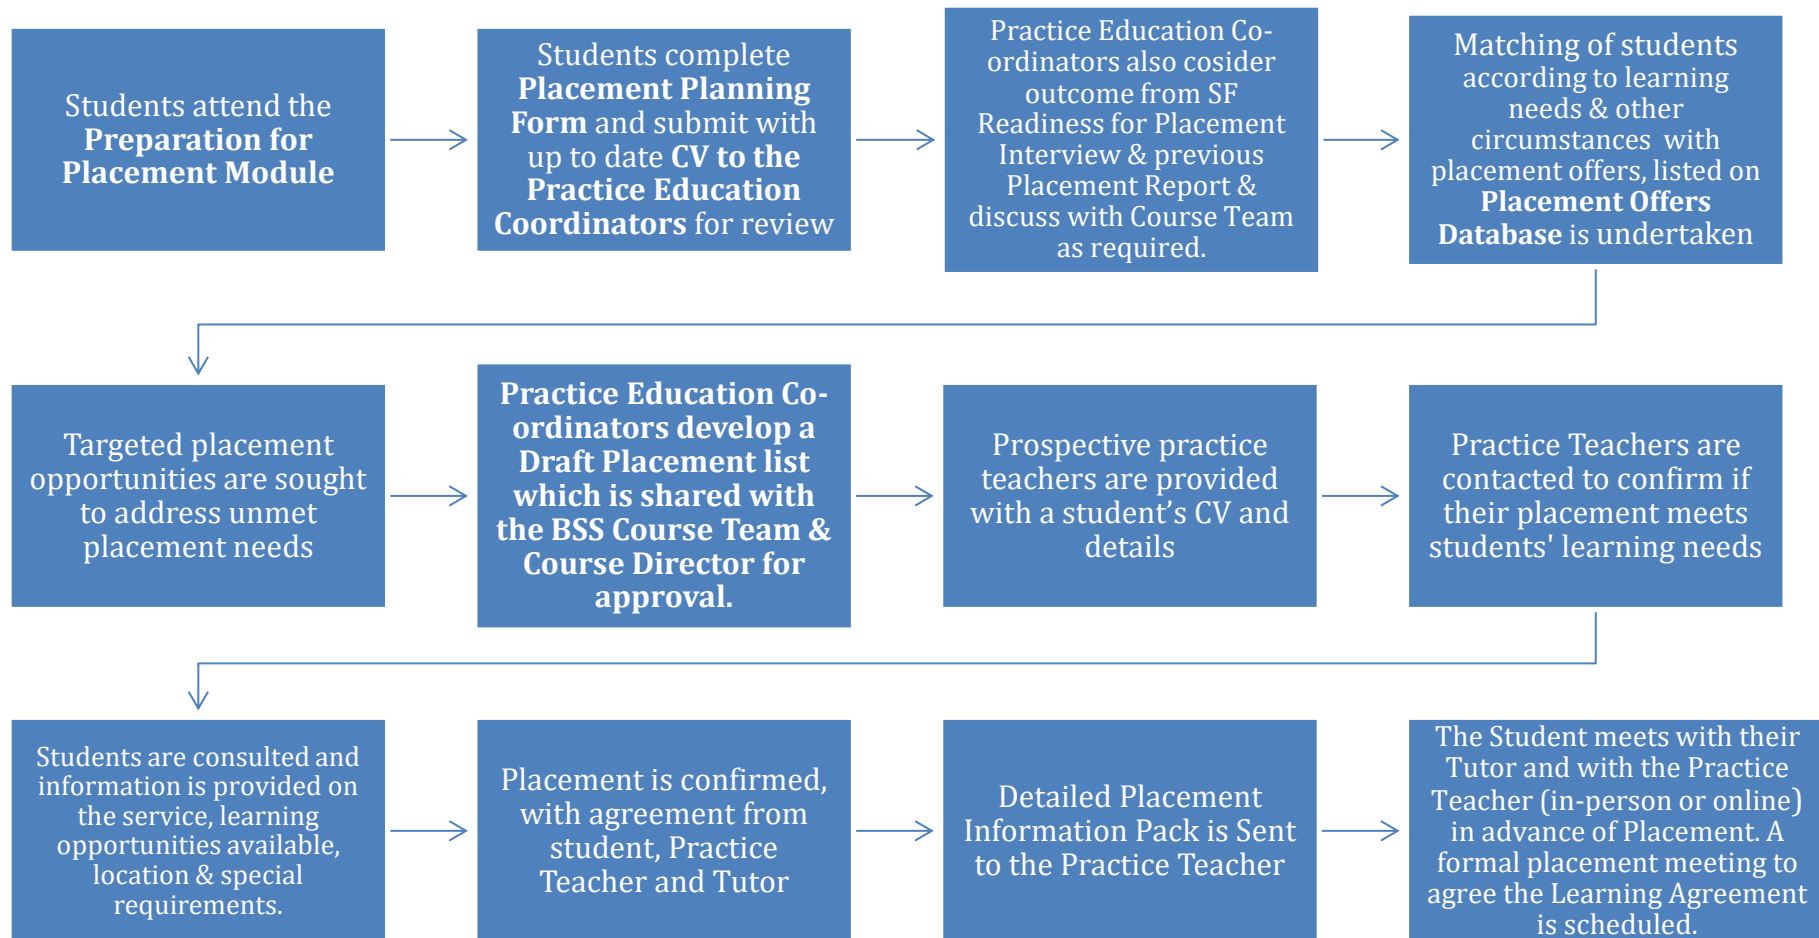 Students attend the
Preparation for
Placement Module
Students complete
Placement Planning
Form and submit with
up to date CV to the
Practice Education
Coordinators for review
Practice Education Co-
ordinators also cosider
outcome from SF
Readiness for Placement
Interview & previous
Placement Report &
discuss with Course Team
as required.
Matching of students
according to learning
needs & other
circumstances with
placement offers, listed on
Placement Offers
Database is undertaken
Targeted placement
opportunities are sought
to address unmet
placement needs
Practice Education Co-
ordinators develop a
Draft Placement list
which is shared with
the BSS Course Team &
Course Director for
approval.
Prospective practice
teachers are provided
with a student’s CV and
details
Practice Teachers are
contacted to confirm if
their placement meets
students' learning needs
Students are consulted and
information is provided on
the service, learning
opportunities available,
location & special
requirements.
Placement is confirmed,
with agreement from
student, Practice
Teacher and Tutor
Detailed Placement
Information Pack is Sent
to the Practice Teacher
The Student meets with their
Tutor and with the Practice
Teacher (in-person or online)
in advance of Placement. A
formal placement meeting to
agree the Learning Agreement
is scheduled.